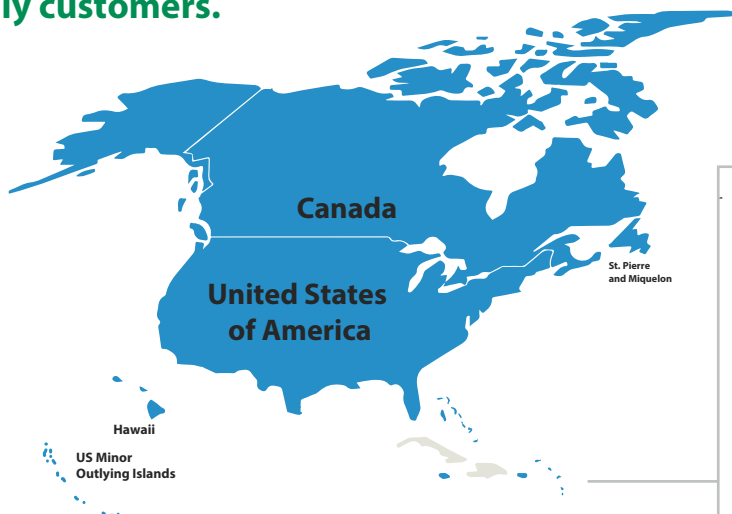 ly customers.
Canada
St. Pierre
and Miquelon
United States
of America
Hawaii
US Minor
Outlying Islands